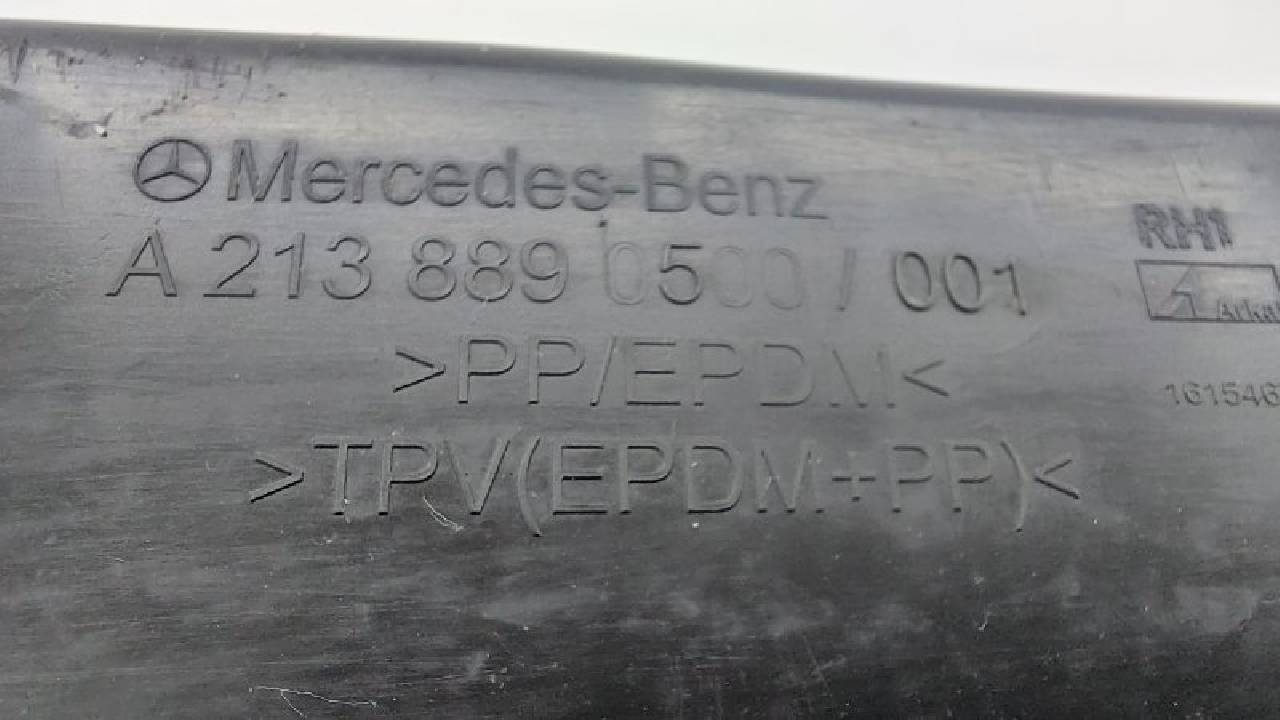 Mercedes-Benz
A 213 889 0500 / 001
>PP/EPDM<
>TPV(EPDM+PP)<
RH1
161546